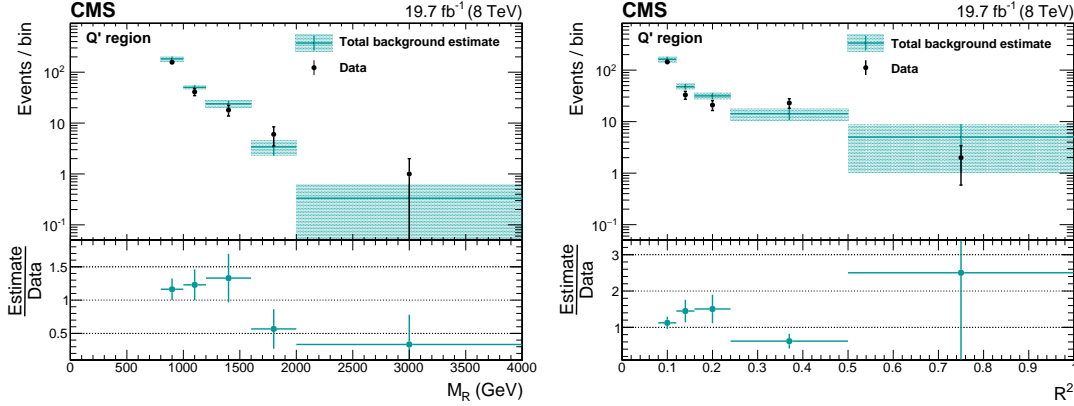 CMS 19.7 fb⁻¹ (8 TeV)
Q' region
Total background estimate
Data
Events / bin
10²
10
1
10⁻¹
Estimate
Data
1.5
1
0.5
0 500 1000 1500 2000 2500 3000 3500 4000
M_R (GeV)
CMS 19.7 fb⁻¹ (8 TeV)
Q' region
Total background estimate
Data
Events / bin
10²
10
1
10⁻¹
Estimate
Data
3
2
1
0 0.1 0.2 0.3 0.4 0.5 0.6 0.7 0.8 0.9 1
R²